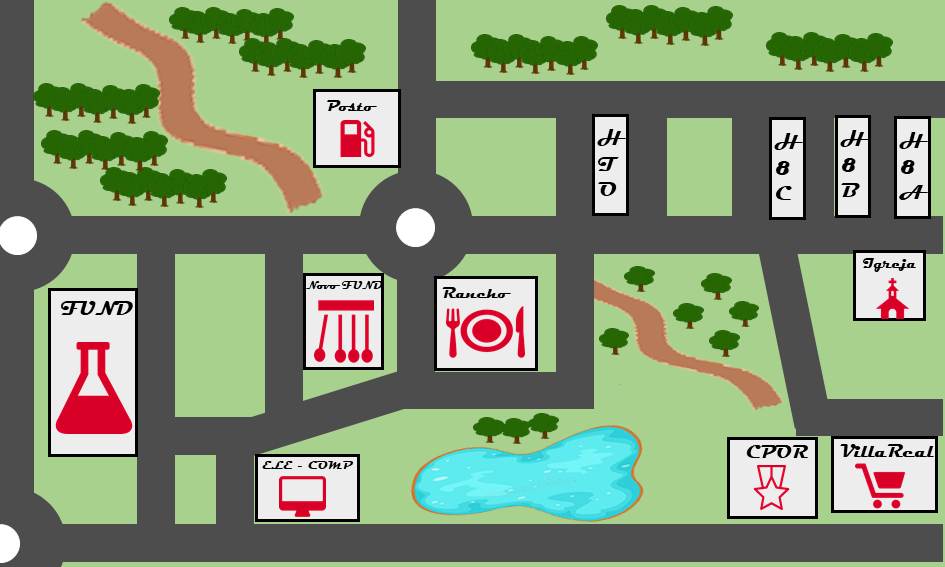 Posto
H
T
O
H
8
C
H
8
B
H
8
A
Igreja
FUND
Novo FUND
Rancho
ELE - COMP
CPOR
VillaReal